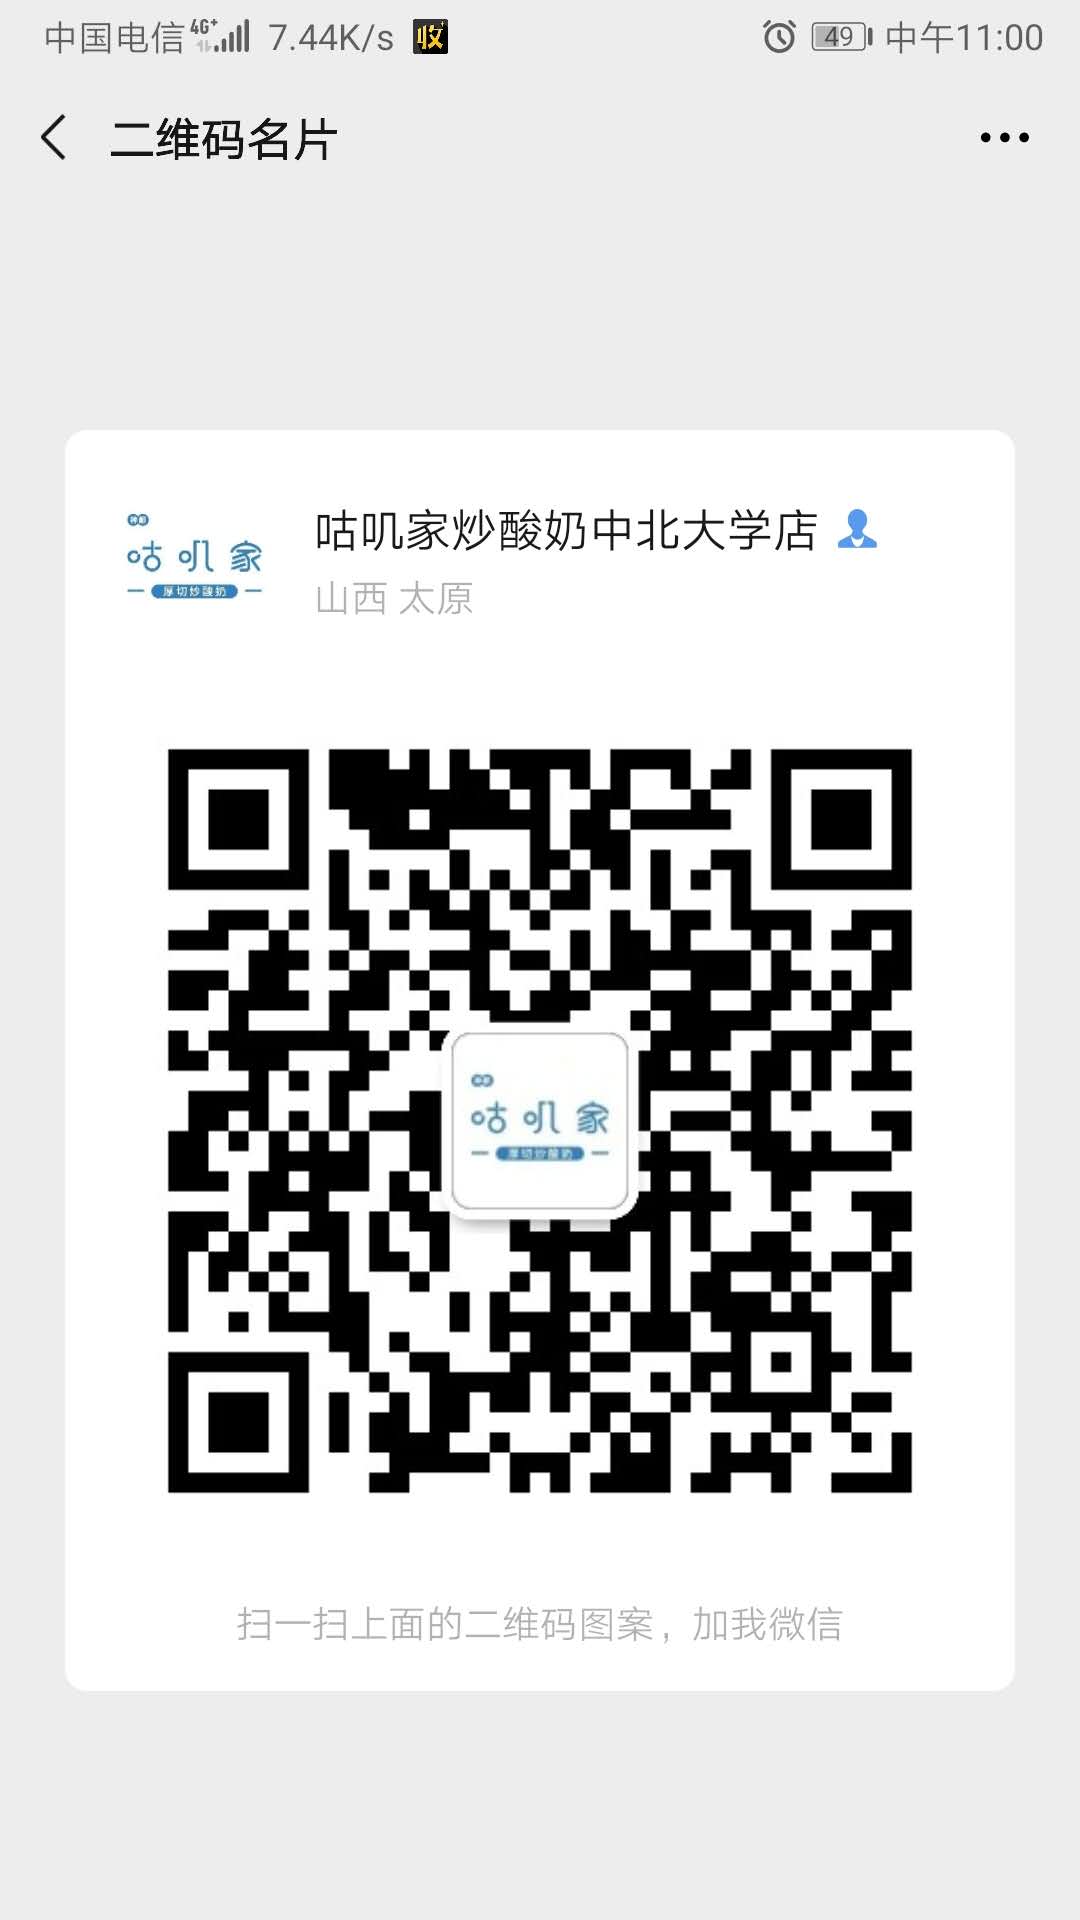 中国电信 4G+ 7.44K/s 收 49 中午11:00
二维码名片
咕叽家
厚切炒酸奶
咕叽家炒酸奶中北大学店
山西 太原
咕叽家
厚切炒酸奶
扫一扫上面的二维码图案，加我微信